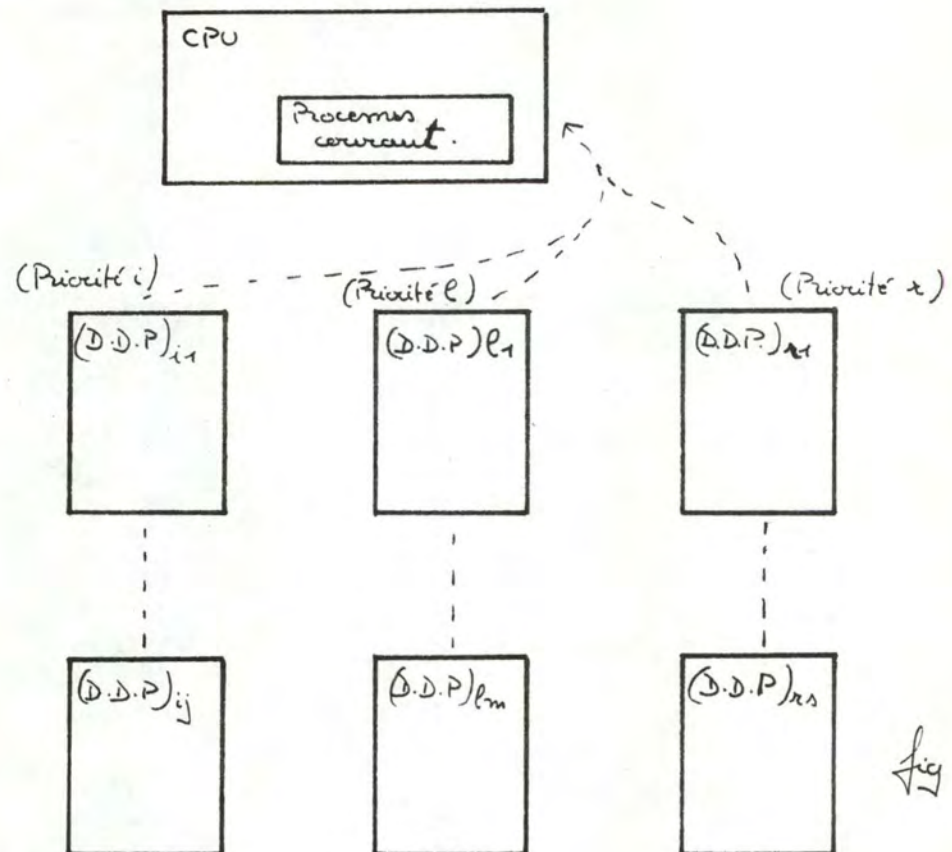 CPU
Processus
courant.
(Priorité i)
(Priorité l)
(Priorité r)
(D.D.P)i1
(D.D.P)l1
(D.D.P.)r1
(D.D.P)ij
(D.D.P)lm
(D.D.P)rs
fig